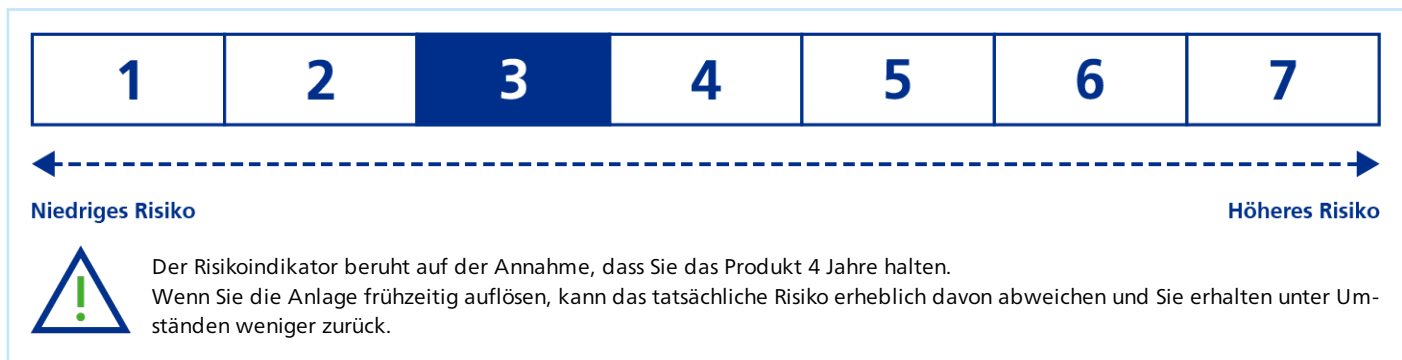 1 2 3 4 5 6 7
Niedriges Risiko Höheres Risiko
Der Risikoindikator beruht auf der Annahme, dass Sie das Produkt 4 Jahre halten.
Wenn Sie die Anlage frühzeitig auflösen, kann das tatsächliche Risiko erheblich davon abweichen und Sie erhalten unter Um-
ständen weniger zurück.